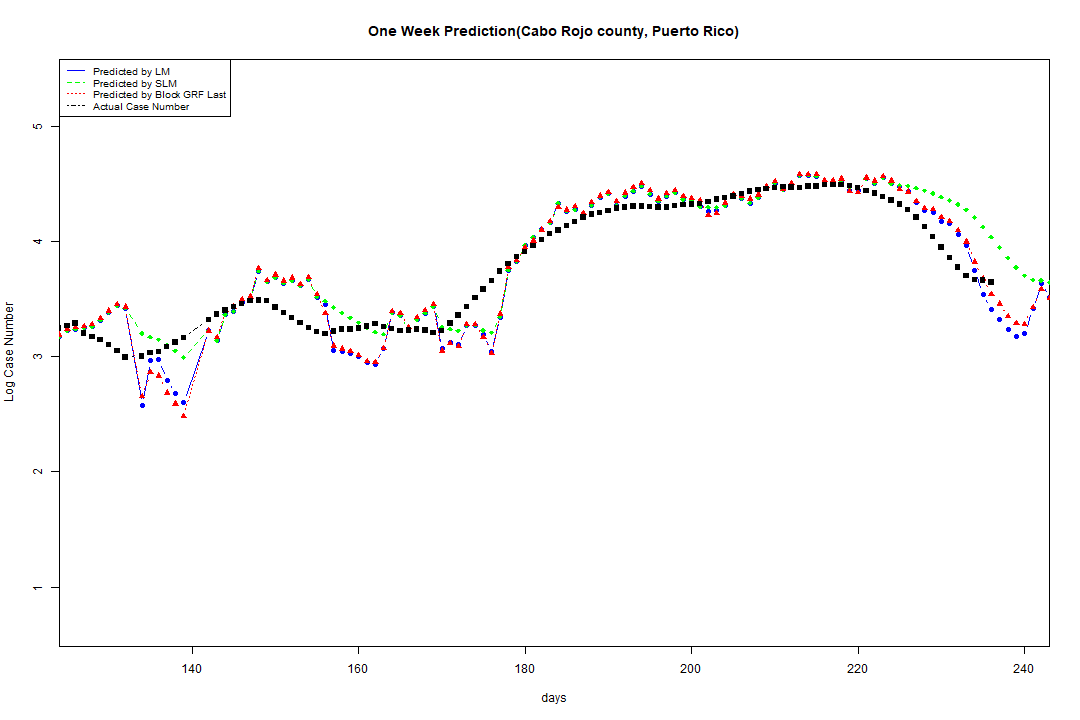 One Week Prediction(Cabo Rojo county, Puerto Rico)
Predicted by LM
Predicted by SLM
Predicted by Block GRF Last
Actual Case Number
5
4
3
2
1
Log Case Number
140 160 180 200 220 240
days